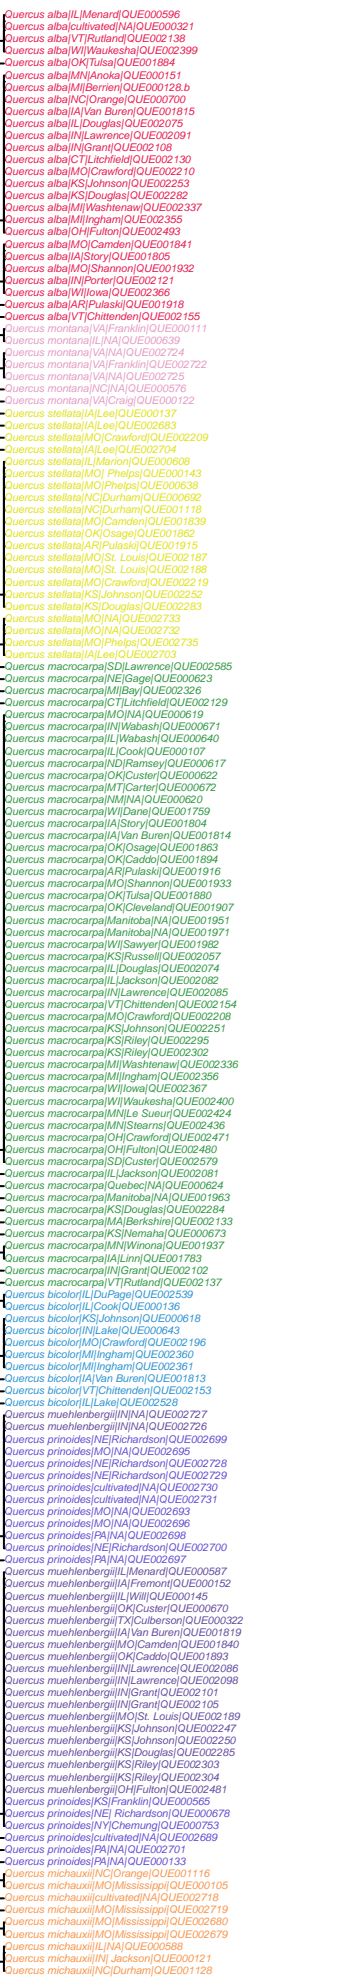 Quercus alba|IL|Menard|QUE000596
Quercus alba|cultivated|NA|QUE000321
Quercus alba|VT|Rutland|QUE002138
Quercus alba|WI|Waukesha|QUE002399
Quercus alba|OK|Tulsa|QUE001884
Quercus alba|MN|Anoka|QUE000151
Quercus alba|MI|Berrien|QUE000128.b
Quercus alba|NC|Orange|QUE000700
Quercus alba|IA|Van Buren|QUE001815
Quercus alba|IL|Douglas|QUE002075
Quercus alba|IN|Lawrence|QUE002091
Quercus alba|IN|Grant|QUE002108
Quercus alba|CT|Litchfield|QUE002130
Quercus alba|MO|Crawford|QUE002210
Quercus alba|KS|Johnson|QUE002253
Quercus alba|KS|Douglas|QUE002282
Quercus alba|MI|Washtenaw|QUE002337
Quercus alba|MI|Ingham|QUE002355
Quercus alba|OH|Fulton|QUE002493
Quercus alba|MO|Camden|QUE001841
Quercus alba|IA|Story|QUE001805
Quercus alba|MO|Shannon|QUE001932
Quercus alba|IN|Porter|QUE002121
Quercus alba|WI|Iowa|QUE002366
Quercus alba|AR|Pulaski|QUE001918
Quercus alba|VT|Chittenden|QUE002155
Quercus montana|VA|Franklin|QUE000111
Quercus montana|IL|NA|QUE000639
Quercus montana|VA|NA|QUE002724
Quercus montana|VA|Franklin|QUE002722
Quercus montana|VA|NA|QUE002725
Quercus montana|NC|NA|QUE000576
Quercus montana|VA|Craig|QUE000122
Quercus stellata|IA|Lee|QUE000137
Quercus stellata|IA|Lee|QUE002683
Quercus stellata|MO|Crawford|QUE002209
Quercus stellata|IA|Lee|QUE002704
Quercus stellata|IL|Marion|QUE000608
Quercus stellata|MO| Phelps|QUE000143
Quercus stellata|MO|Phelps|QUE000638
Quercus stellata|NC|Durham|QUE000692
Quercus stellata|NC|Durham|QUE001118
Quercus stellata|MO|Camden|QUE001839
Quercus stellata|OK|Osage|QUE001862
Quercus stellata|AR|Pulaski|QUE001915
Quercus stellata|MO|St. Louis|QUE002187
Quercus stellata|MO|St. Louis|QUE002188
Quercus stellata|MO|Crawford|QUE002219
Quercus stellata|KS|Johnson|QUE002252
Quercus stellata|KS|Douglas|QUE002283
Quercus stellata|MO|NA|QUE002733
Quercus stellata|MO|NA|QUE002732
Quercus stellata|MO|Phelps|QUE002735
Quercus stellata|IA|Lee|QUE002703
Quercus macrocarpa|SD|Lawrence|QUE002585
Quercus macrocarpa|NE|Gage|QUE000623
Quercus macrocarpa|MI|Bay|QUE002326
Quercus macrocarpa|CT|Litchfield|QUE002129
Quercus macrocarpa|MO|NA|QUE000619
Quercus macrocarpa|IN|Wabash|QUE000671
Quercus macrocarpa|IL|Wabash|QUE000640
Quercus macrocarpa|IL|Cook|QUE000107
Quercus macrocarpa|ND|Ramsey|QUE000617
Quercus macrocarpa|OK|Custer|QUE000622
Quercus macrocarpa|MT|Carter|QUE000672
Quercus macrocarpa|NM|NA|QUE000620
Quercus macrocarpa|WI|Dane|QUE001759
Quercus macrocarpa|IA|Story|QUE001804
Quercus macrocarpa|IA|Van Buren|QUE001814
Quercus macrocarpa|OK|Osage|QUE001863
Quercus macrocarpa|OK|Caddo|QUE001894
Quercus macrocarpa|AR|Pulaski|QUE001916
Quercus macrocarpa|MO|Shannon|QUE001933
Quercus macrocarpa|OK|Tulsa|QUE001880
Quercus macrocarpa|OK|Cleveland|QUE001907
Quercus macrocarpa|Manitoba|NA|QUE001951
Quercus macrocarpa|Manitoba|NA|QUE001971
Quercus macrocarpa|WI|Sawyer|QUE001982
Quercus macrocarpa|KS|Russell|QUE002057
Quercus macrocarpa|IL|Douglas|QUE002074
Quercus macrocarpa|IL|Jackson|QUE002082
Quercus macrocarpa|IN|Lawrence|QUE002085
Quercus macrocarpa|VT|Chittenden|QUE002154
Quercus macrocarpa|MO|Crawford|QUE002208
Quercus macrocarpa|KS|Johnson|QUE002251
Quercus macrocarpa|KS|Riley|QUE002295
Quercus macrocarpa|KS|Riley|QUE002302
Quercus macrocarpa|MI|Washtenaw|QUE002336
Quercus macrocarpa|MI|Ingham|QUE002356
Quercus macrocarpa|WI|Iowa|QUE002367
Quercus macrocarpa|WI|Waukesha|QUE002400
Quercus macrocarpa|MN|Le Sueur|QUE002424
Quercus macrocarpa|MN|Stearns|QUE002436
Quercus macrocarpa|OH|Crawford|QUE002471
Quercus macrocarpa|OH|Fulton|QUE002480
Quercus macrocarpa|SD|Custer|QUE002579
Quercus macrocarpa|IL|Jackson|QUE002081
Quercus macrocarpa|Quebec|NA|QUE000624
Quercus macrocarpa|Manitoba|NA|QUE001963
Quercus macrocarpa|KS|Douglas|QUE002284
Quercus macrocarpa|MA|Berkshire|QUE002133
Quercus macrocarpa|KS|Nemaha|QUE000673
Quercus macrocarpa|MN|Winona|QUE001937
Quercus macrocarpa|IA|Linn|QUE001783
Quercus macrocarpa|IN|Grant|QUE002102
Quercus macrocarpa|VT|Rutland|QUE002137
Quercus bicolor|IL|DuPage|QUE002539
Quercus bicolor|IL|Cook|QUE000136
Quercus bicolor|KS|Johnson|QUE000618
Quercus bicolor|IN|Lake|QUE000643
Quercus bicolor|MO|Crawford|QUE002196
Quercus bicolor|MI|Ingham|QUE002360
Quercus bicolor|MI|Ingham|QUE002361
Quercus bicolor|IA|Van Buren|QUE001813
Quercus bicolor|VT|Chittenden|QUE002153
Quercus bicolor|IL|Lake|QUE002528
Quercus muehlenbergii|IN|NA|QUE002727
Quercus muehlenbergii|IN|NA|QUE002726
Quercus prinoides|NE|Richardson|QUE002699
Quercus prinoides|MO|NA|QUE002695
Quercus prinoides|NE|Richardson|QUE002728
Quercus prinoides|NE|Richardson|QUE002729
Quercus prinoides|cultivated|NA|QUE002730
Quercus prinoides|cultivated|NA|QUE002731
Quercus prinoides|MO|NA|QUE002693
Quercus prinoides|MO|NA|QUE002696
Quercus prinoides|PA|NA|QUE002698
Quercus prinoides|NE|Richardson|QUE002700
Quercus prinoides|PA|NA|QUE002697
Quercus muehlenbergii|IL|Menard|QUE000587
Quercus muehlenbergii|IA|Fremont|QUE000152
Quercus muehlenbergii|IL|Will|QUE000145
Quercus muehlenbergii|OK|Custer|QUE000670
Quercus muehlenbergii|TX|Culberson|QUE000322
Quercus muehlenbergii|IA|Van Buren|QUE001819
Quercus muehlenbergii|MO|Camden|QUE001840
Quercus muehlenbergii|OK|Caddo|QUE001893
Quercus muehlenbergii|IN|Lawrence|QUE002086
Quercus muehlenbergii|IN|Lawrence|QUE002098
Quercus muehlenbergii|IN|Grant|QUE002101
Quercus muehlenbergii|IN|Grant|QUE002105
Quercus muehlenbergii|MO|St. Louis|QUE002189
Quercus muehlenbergii|KS|Johnson|QUE002247
Quercus muehlenbergii|KS|Johnson|QUE002250
Quercus muehlenbergii|KS|Douglas|QUE002285
Quercus muehlenbergii|KS|Riley|QUE002303
Quercus muehlenbergii|KS|Riley|QUE002304
Quercus muehlenbergii|OH|Fulton|QUE002481
Quercus prinoides|KS|Franklin|QUE000565
Quercus prinoides|NE| Richardson|QUE000678
Quercus prinoides|NY|Chemung|QUE000753
Quercus prinoides|cultivated|NA|QUE002689
Quercus prinoides|PA|NA|QUE002701
Quercus prinoides|PA|NA|QUE000133
Quercus michauxii|NC|Orange|QUE001116
Quercus michauxii|MO|Mississippi|QUE000105
Quercus michauxii|cultivated|NA|QUE002718
Quercus michauxii|MO|Mississippi|QUE002719
Quercus michauxii|MO|Mississippi|QUE002680
Quercus michauxii|MO|Mississippi|QUE002679
Quercus michauxii|IL|NA|QUE000588
Quercus michauxii|IN| Jackson|QUE000121
Quercus michauxii|NC|Durham|QUE001128